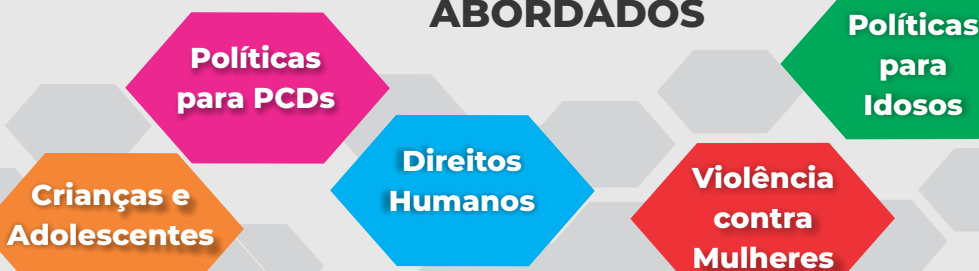 ABORDADOS
Políticas
para PCDs
Políticas
para
Idosos
Direitos
Humanos
Crianças e
Adolescentes
Violência
contra
Mulheres